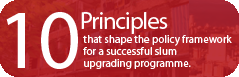 10 Principles
that shape the policy framework
for a successful slum
upgrading programme.